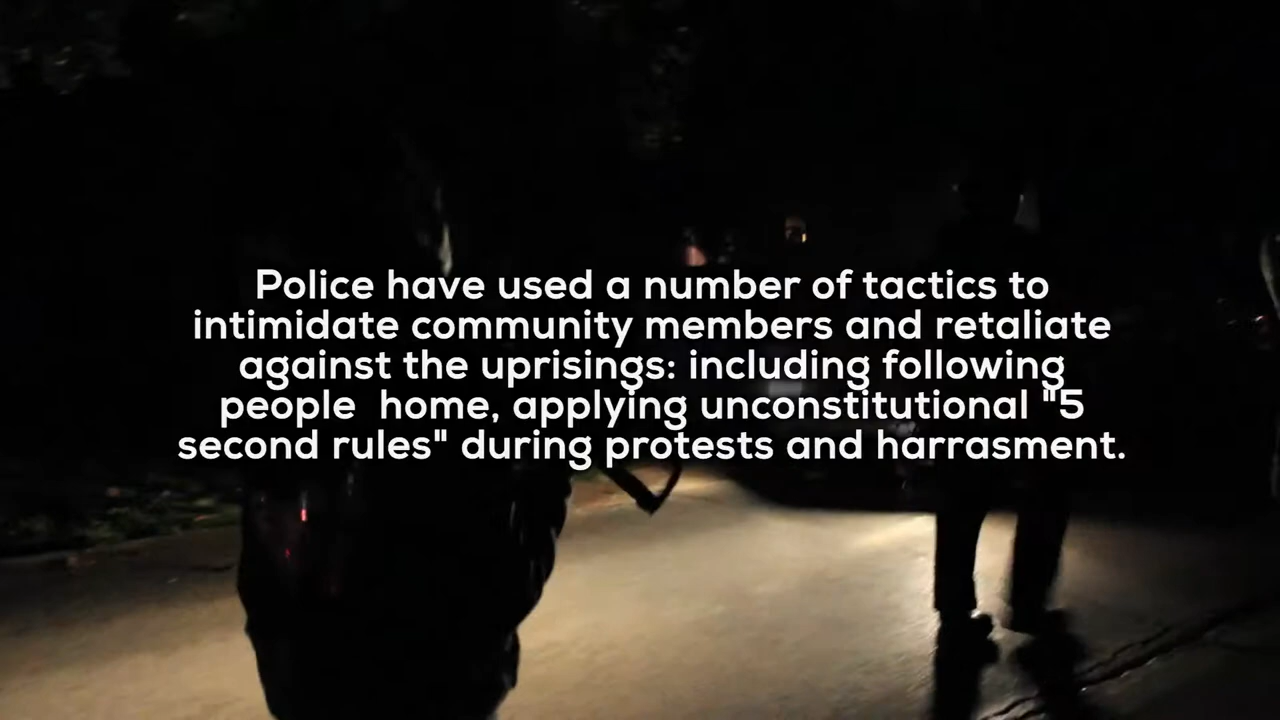 Police have used a number of tactics to
intimidate community members and retaliate
against the uprisings: including following
people  home, applying unconstitutional "5
second rules" during protests and harrasment.